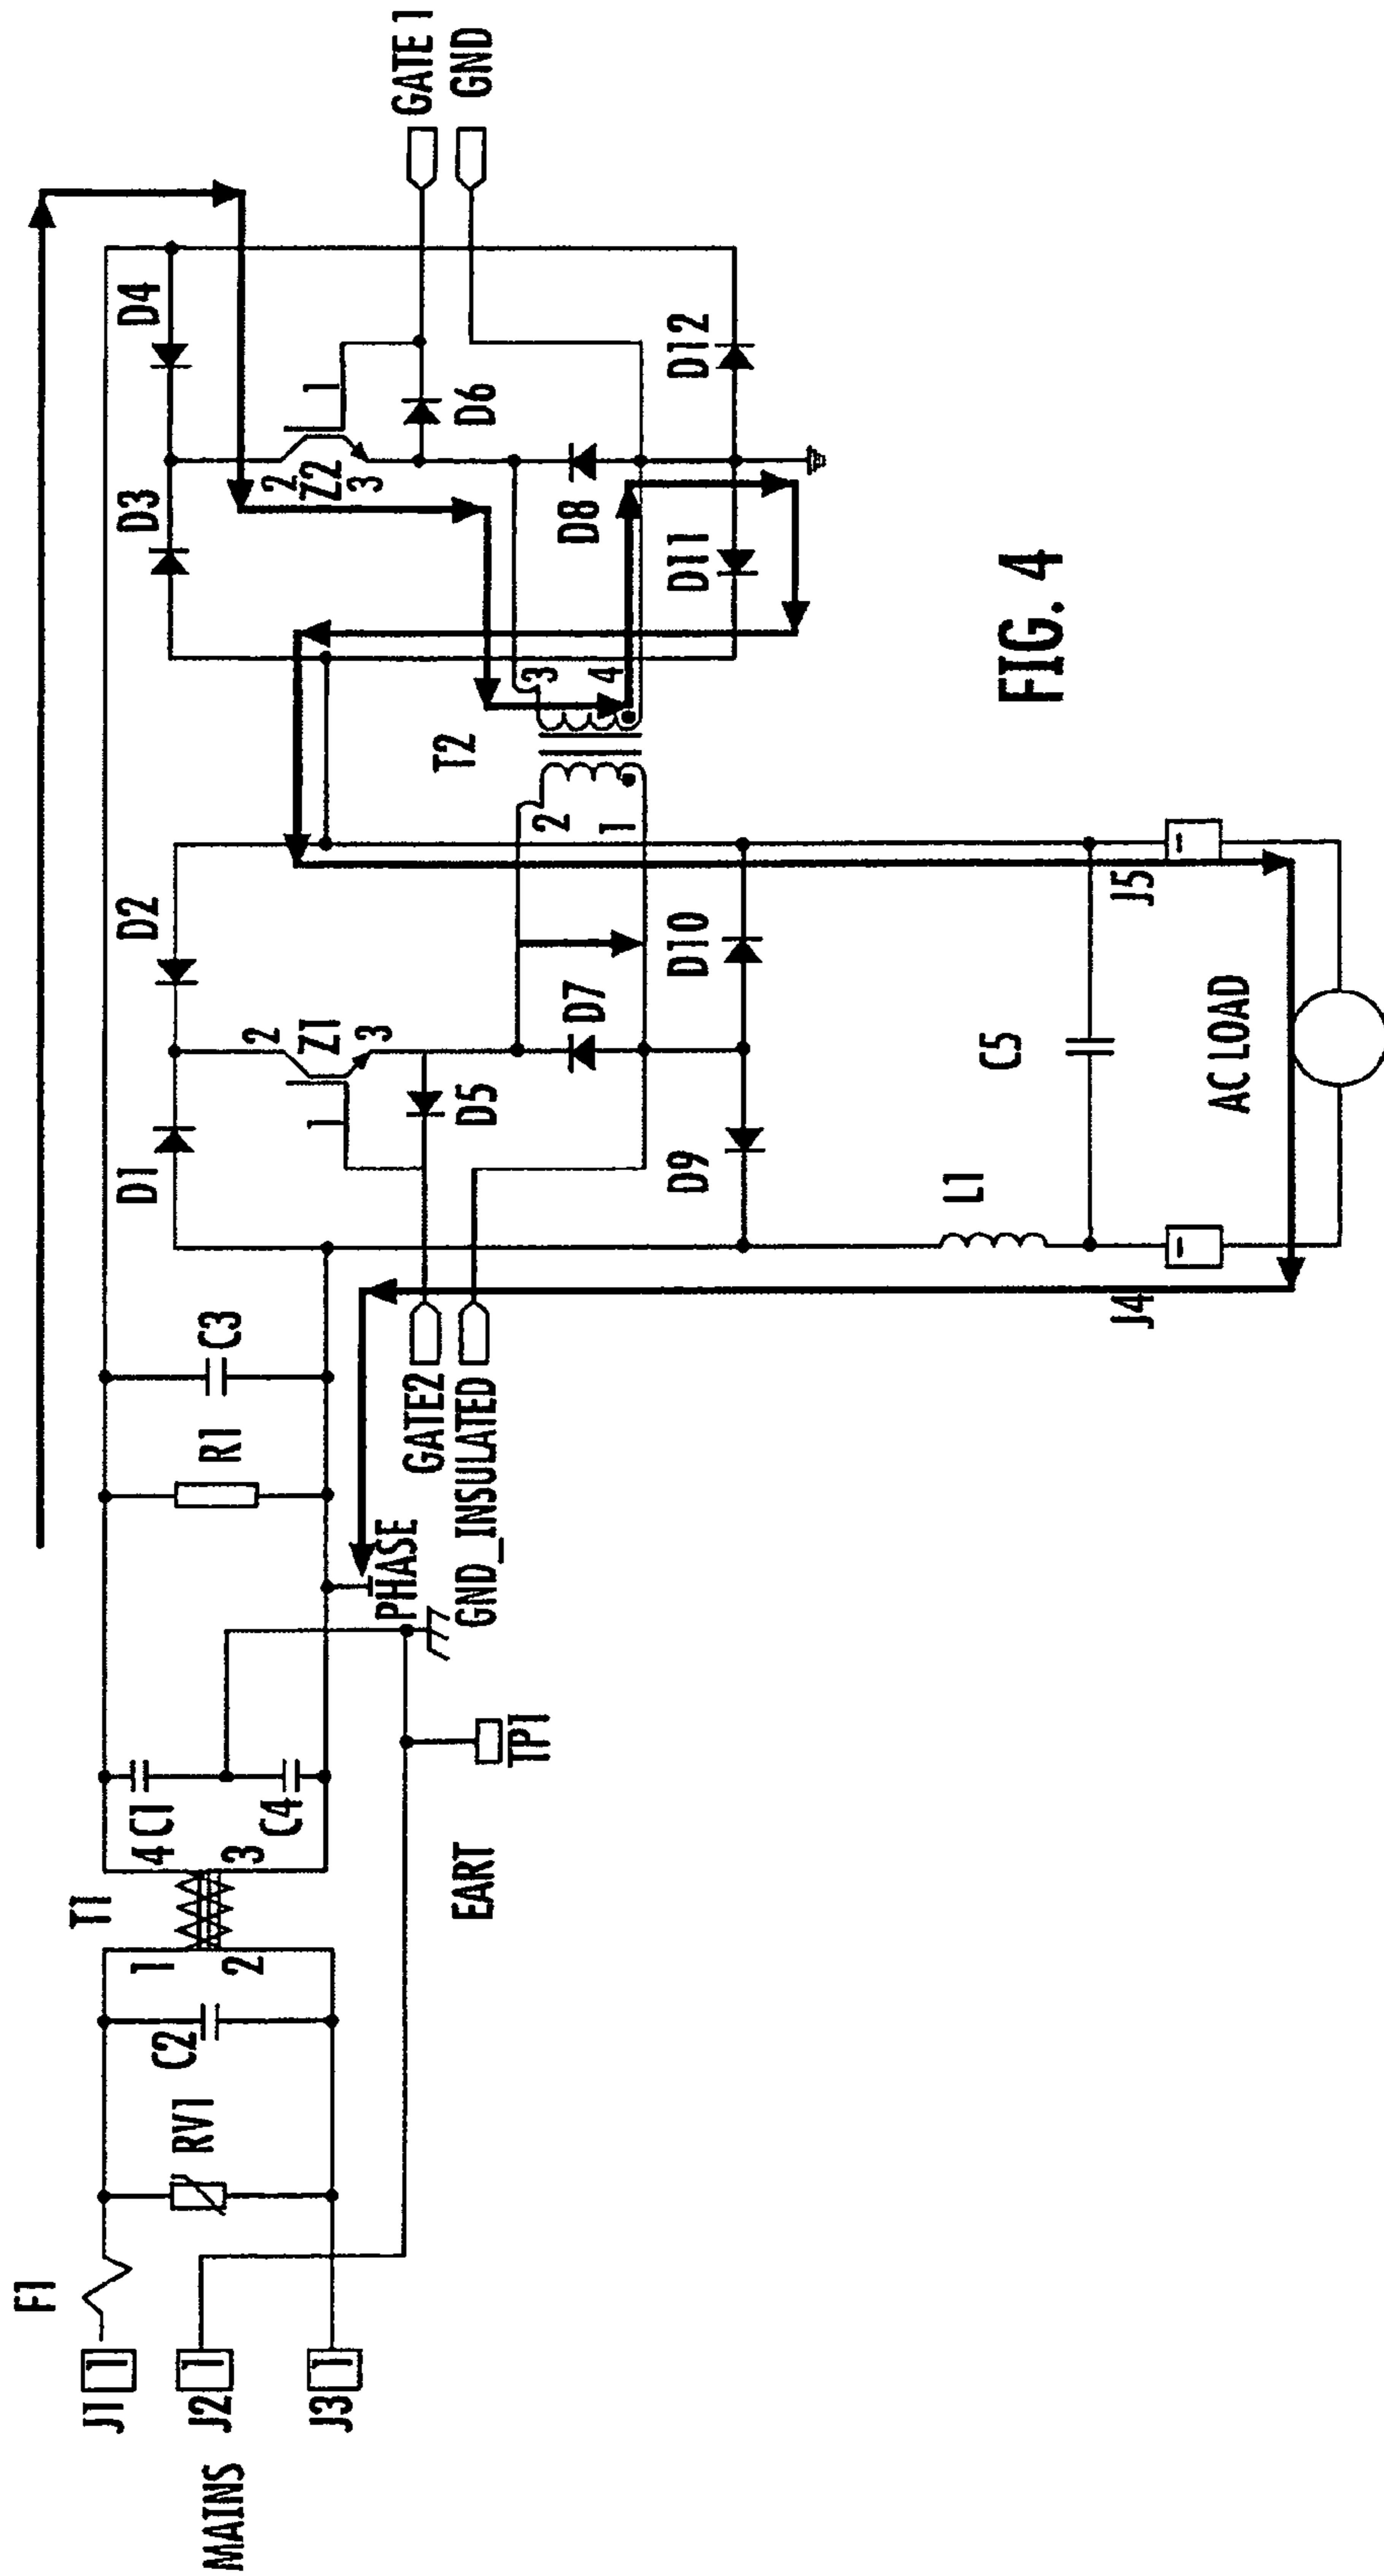 MAINS
J1 1
J2 1
J3 1
F1
RV1
C2
T1
1
2
4
3
C1
C4
EART
TP1
PHASE
R1
C3
GATE2
GND_INSULATED
D1
D2
2
Z1
3
1
D5
D7
D9
D10
L1
C5
J4
-
J5
-
AC LOAD
T2
2
1
3
4
D3
D4
2
Z2
3
1
D6
D8
D11
D12
GATE 1
GND
FIG. 4